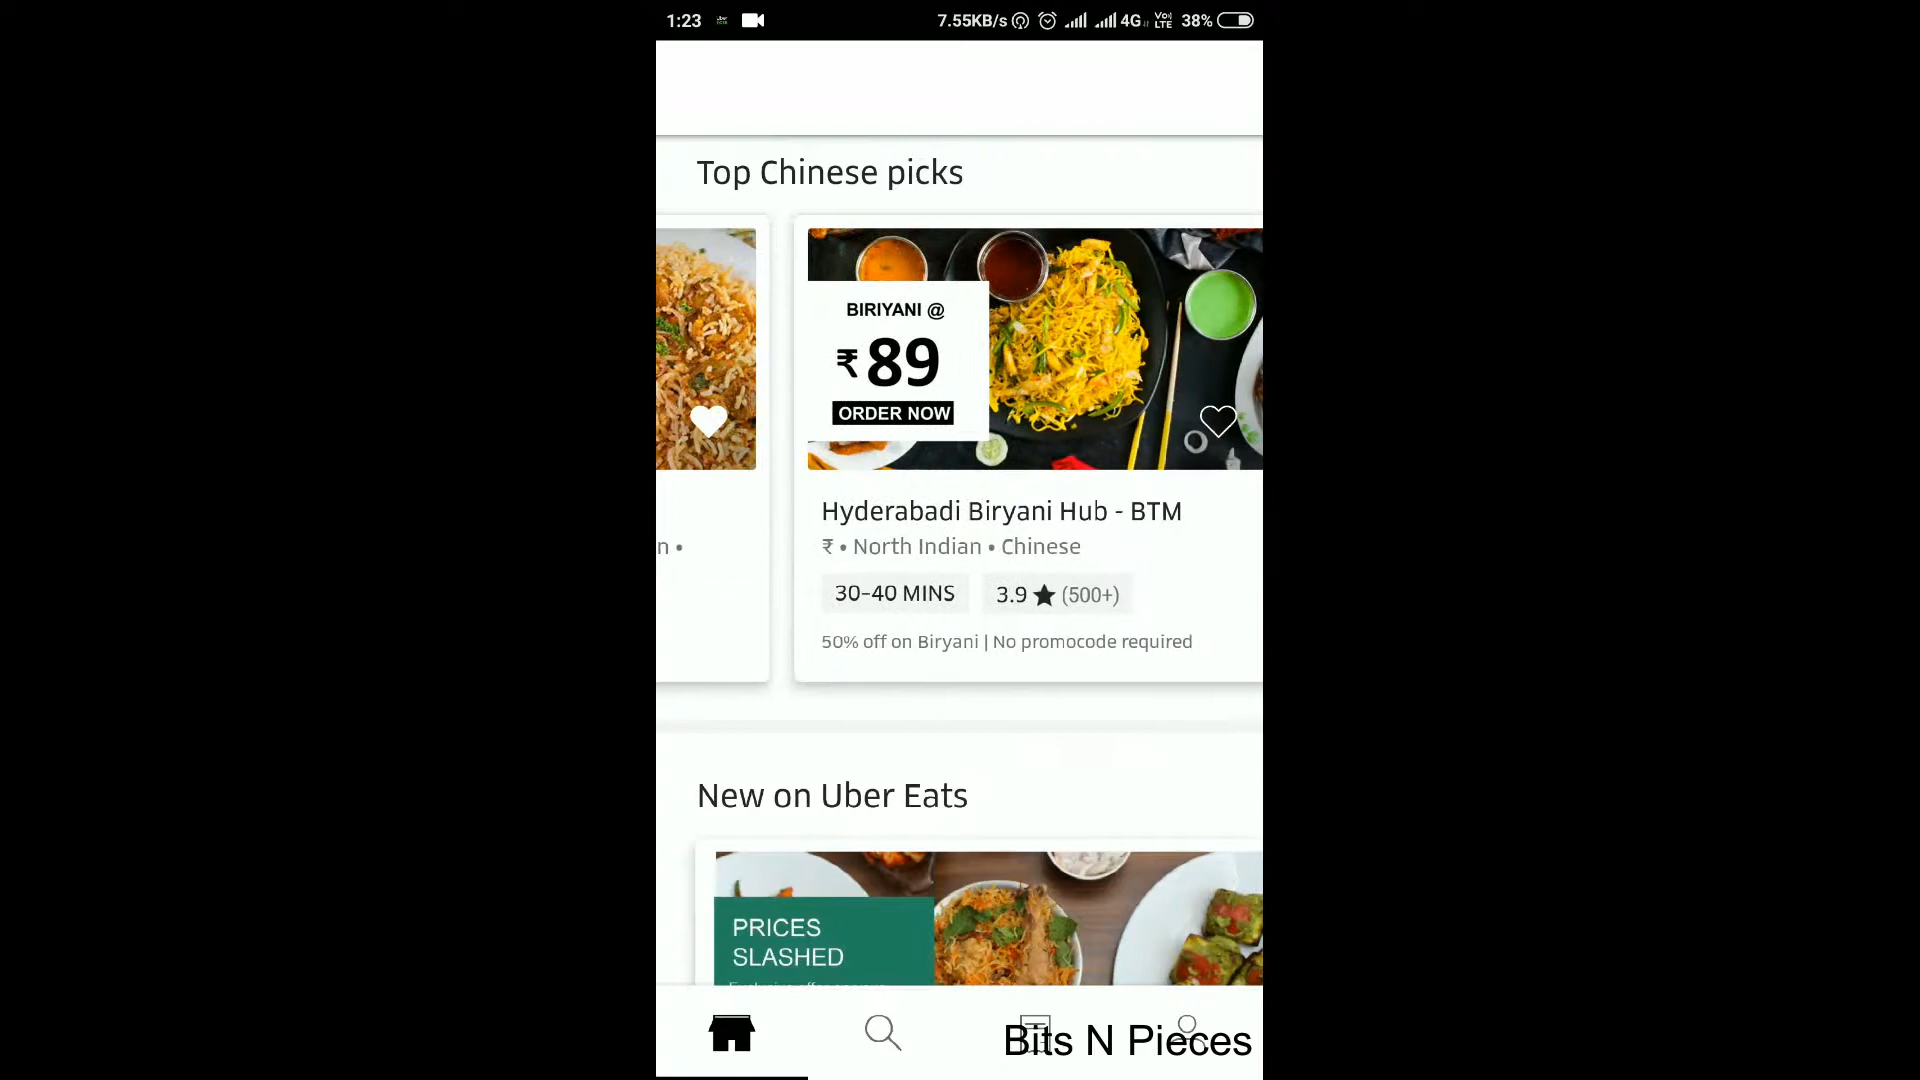 1:23 7.55KB/s 4G Vo) LTE 38%
Top Chinese picks
BIRIYANI @
₹ 89
ORDER NOW
Hyderabadi Biryani Hub - BTM
n •
₹ • North Indian • Chinese
30-40 MINS 3.9 ★ (500+)
50% off on Biryani | No promocode required
New on Uber Eats
PRICES
SLASHED
Bits N Pieces